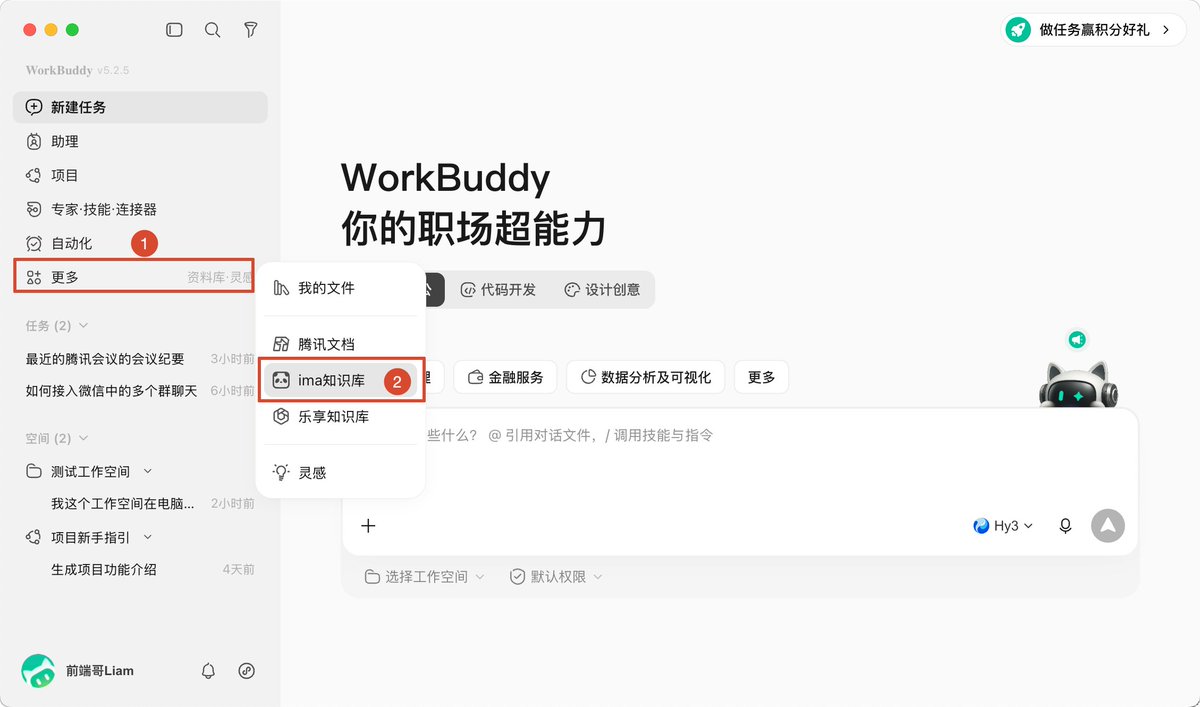 做任务赢积分好礼
WorkBuddy v5.2.5
新建任务
助理
项目
专家·技能·连接器
自动化
1
更多 资料库·灵感
任务 (2)
最近的腾讯会议的会议纪要 3小时前
如何接入微信中的多个群聊天 6小时前
空间 (2)
测试工作空间
我这个工作空间在电脑... 2小时前
项目新手指引
生成项目功能介绍 4天前
前端哥Liam
我的文件
腾讯文档
ima知识库 2
乐享知识库
灵感
WorkBuddy
你的职场超能力
代码开发 设计创意
理 金融服务 数据分析及可视化 更多
些什么? @ 引用对话文件, / 调用技能与指令
Hy3
选择工作空间 默认权限